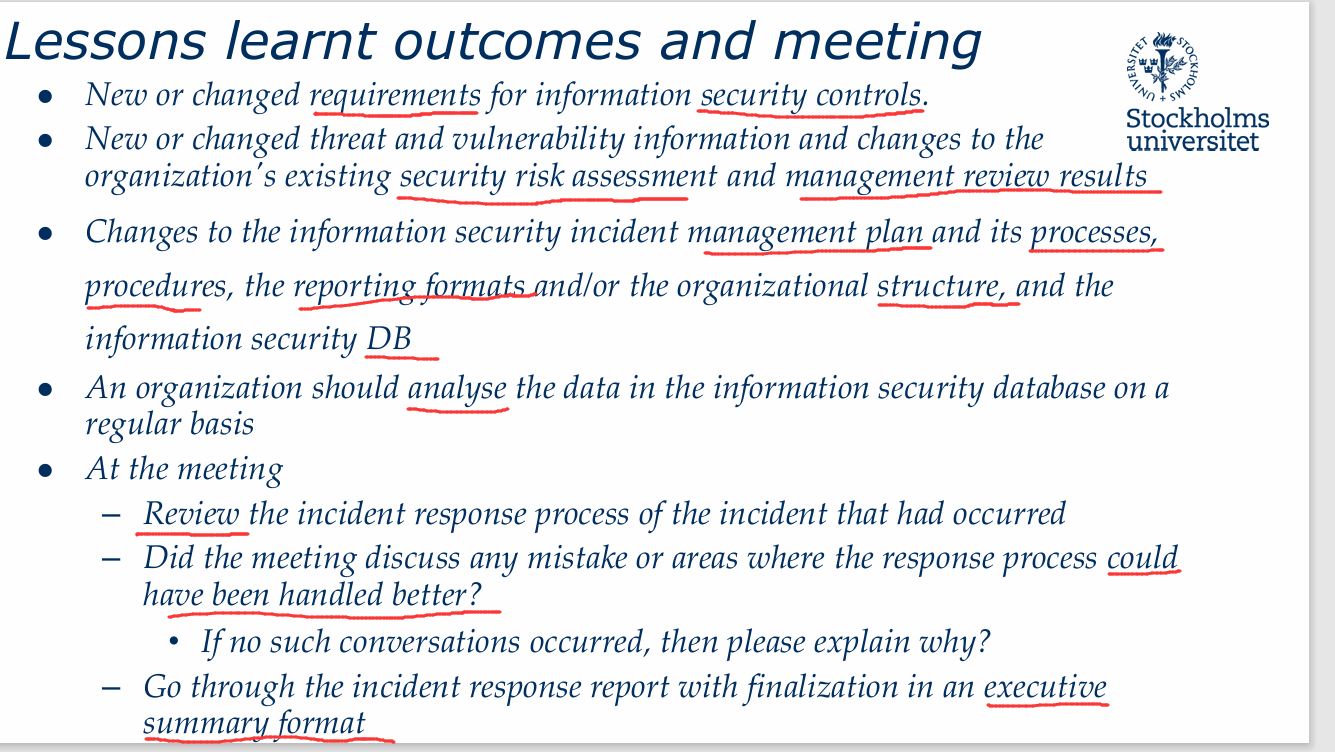 Lessons learnt outcomes and meeting
● New or changed requirements for information security controls.
● New or changed threat and vulnerability information and changes to the
organization's existing security risk assessment and management review results
● Changes to the information security incident management plan and its processes,
procedures, the reporting formats and/or the organizational structure, and the
information security DB
● An organization should analyse the data in the information security database on a
regular basis
● At the meeting
– Review the incident response process of the incident that had occurred
– Did the meeting discuss any mistake or areas where the response process could
have been handled better?
• If no such conversations occurred, then please explain why?
– Go through the incident response report with finalization in an executive
summary format
STOCKHOLMS UNIVERSITET
Stockholms
universitet